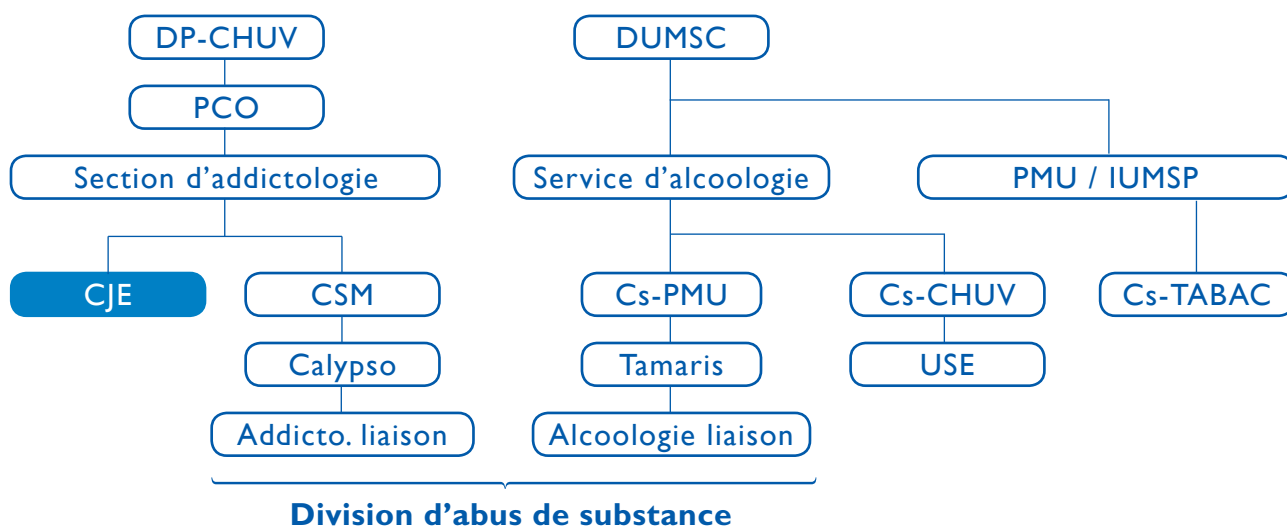 DP-CHUV
DUMSC
PCO
Section d’addictologie
Service d’alcoologie
PMU / IUMSP
CJE
CSM
Cs-PMU
Cs-CHUV
Cs-TABAC
Calypso
Tamaris
USE
Addicto. liaison
Alcoologie liaison
Division d’abus de substance